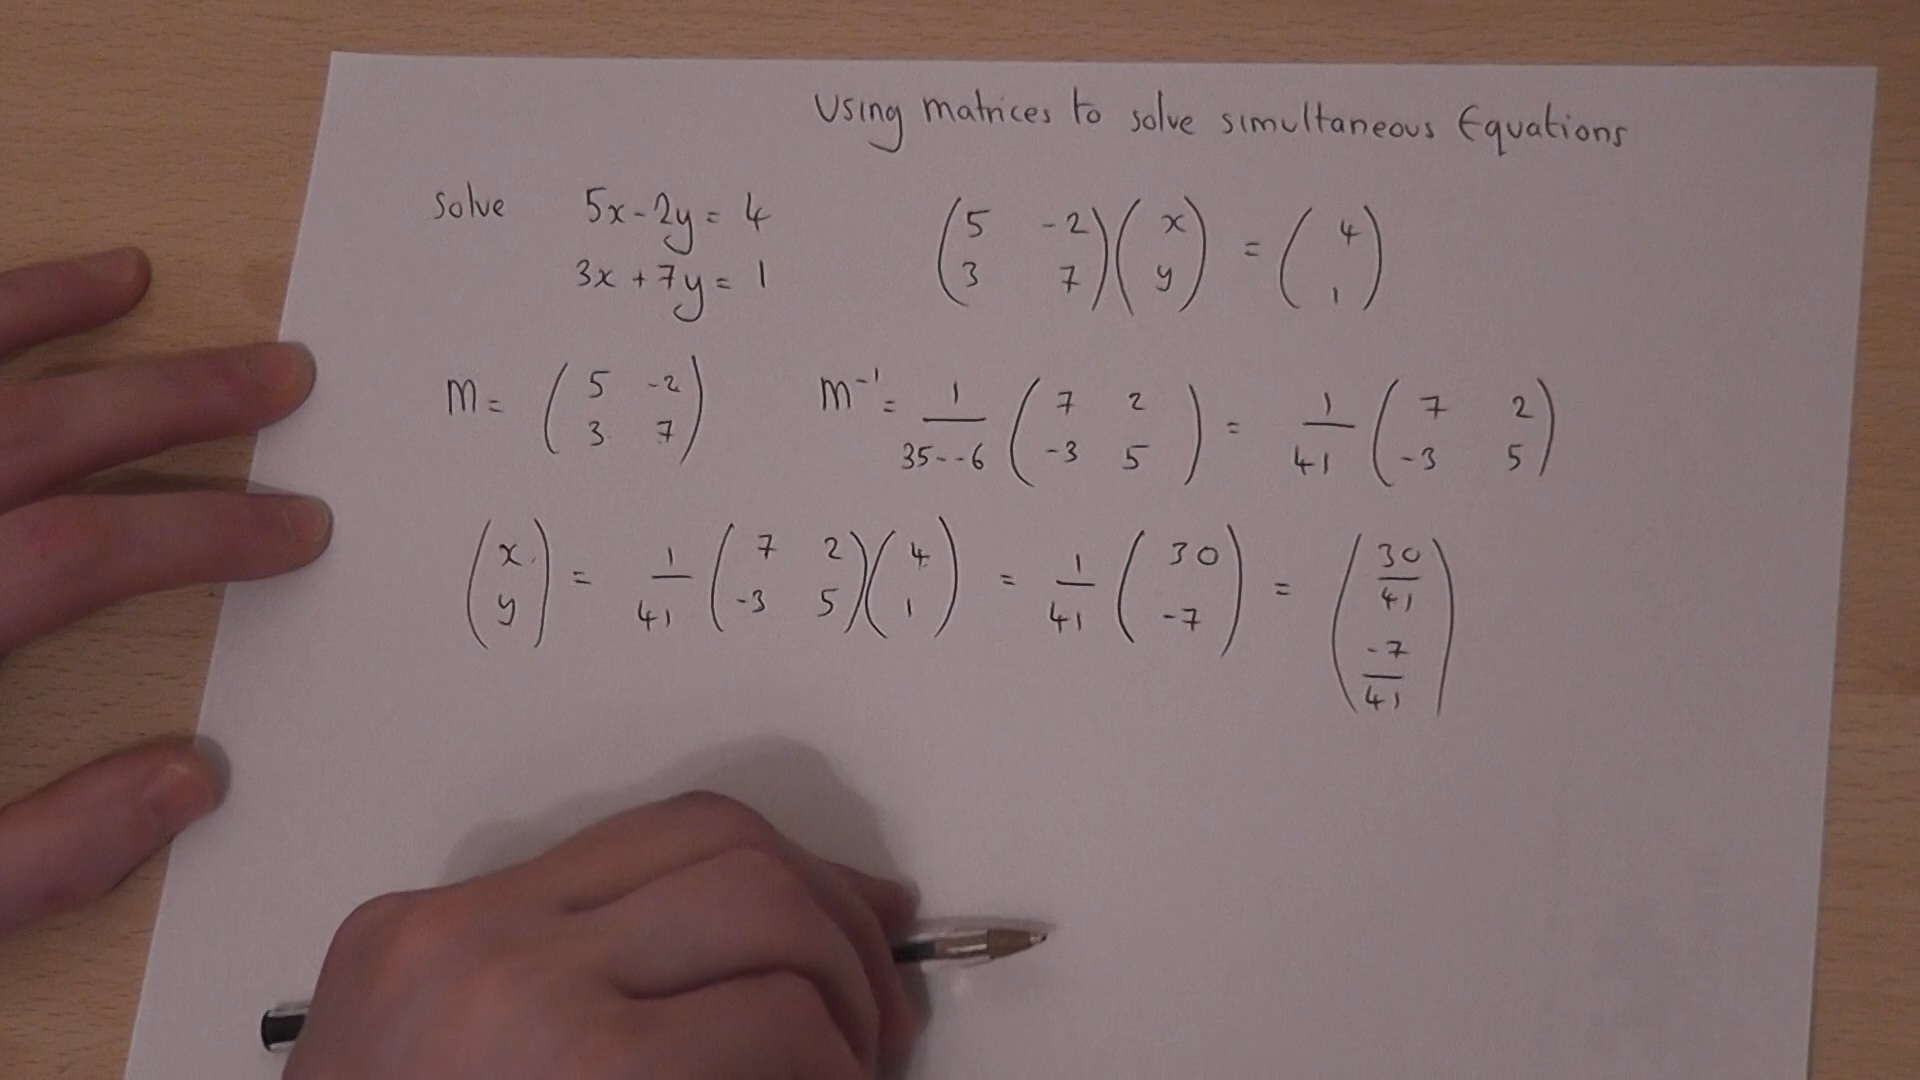 Using matrices to solve simultaneous Equations
solve 5x - 2y = 4
3x + 7y = 1
(5 -2
3 7) (x
y) = (4
1)
M = (5 -2
3 7)
M⁻¹ = 1/35--6 (7 2
-3 5) = 1/41 (7 2
-3 5)
(x
y) = 1/41 (7 2
-3 5) (4
1) = 1/41 (30
-7) = (30/41
-7/41)